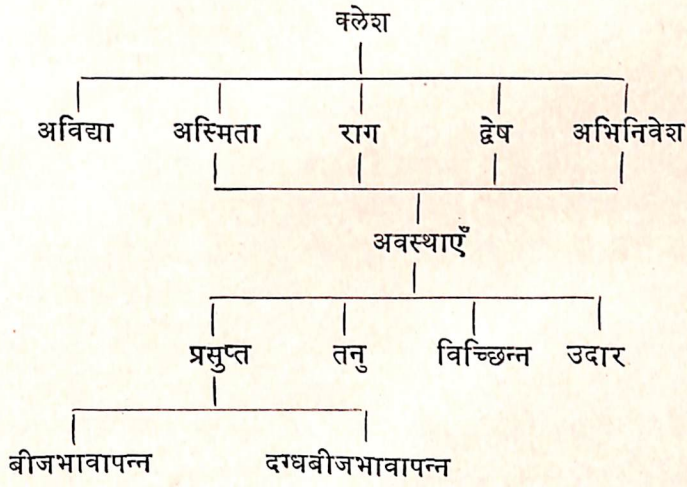 क्लेश
अविद्या अस्मिता राग द्वेष अभिनिवेश
अवस्थाएँ
प्रसुप्त तनु विच्छिन्न उदार
बीजभावापन्न दग्धबीजभावापन्न